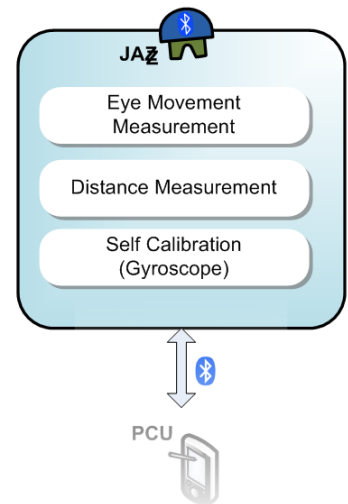 JAZZ
Eye Movement
Measurement
Distance Measurement
Self Calibration
(Gyroscope)
PCU